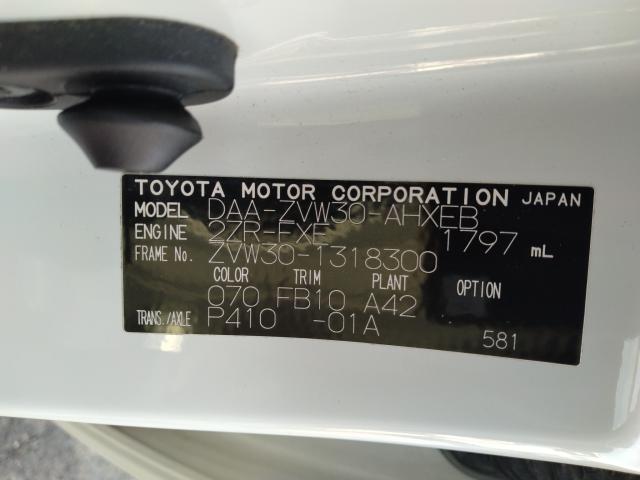 TOYOTA MOTOR CORPORATION JAPAN
MODEL DAA-ZVW30-AHXEB
ENGINE 2ZR-FXE 1797 mL
FRAME No. ZVW30-1318300
COLOR TRIM PLANT OPTION
070 FB10 A42
TRANS./AXLE P410 -01A 581